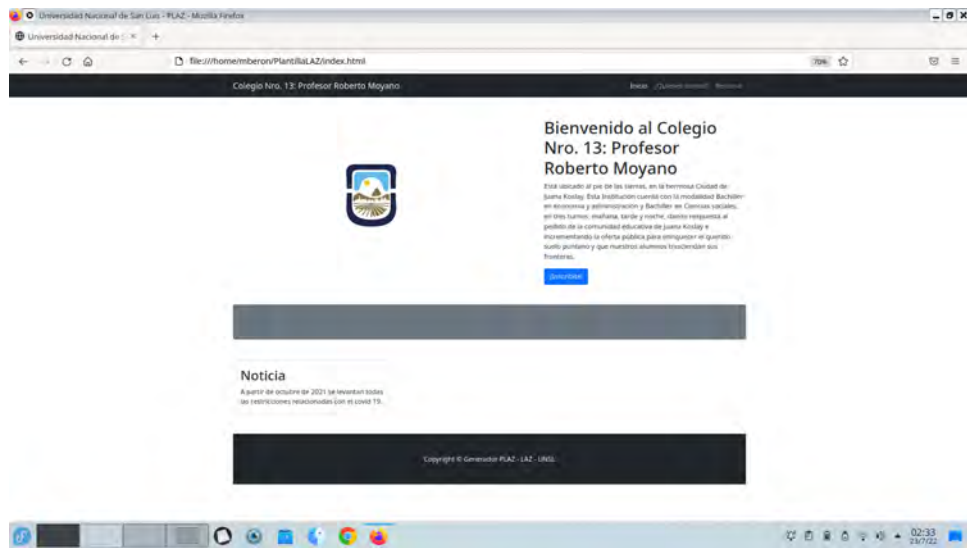 Universidad Nacional de San Luis - PLAZ - Mozilla Firefox
Universidad Nacional de
file:///home/mberon/PlantillaLAZ/index.html
70%
Colegio Nro. 13: Profesor Roberto Moyano
Inicio ¿Quienes somos?
Bienvenido al Colegio
Nro. 13: Profesor
Roberto Moyano
Está ubicado al pie de las sierras, en la hermosa Ciudad de
Juana Koslay. Esta Institución cuenta con la modalidad Bachiller
en economía y administración y Bachiller en Ciencias sociales,
en tres turnos, mañana, tarde y noche, dando respuesta al
pedido de la comunidad educativa de Juana Koslay e
incrementando la oferta pública para enriquecer el querido
suelo puntano y que nuestros alumnos trasciendan sus
fronteras.
Noticia
A partir de octubre de 2021 se levantan todas
las restricciones relacionadas con el covid 19.
Copyright © Generador PLAZ - LAZ - UNSL
02:33
23/7/22